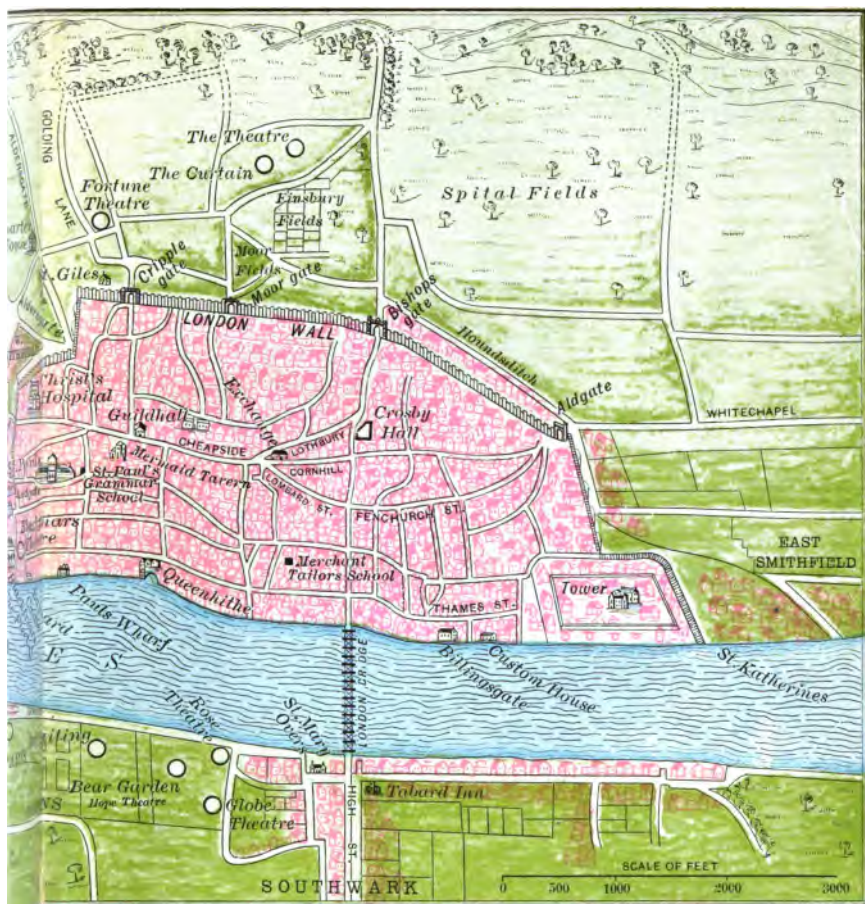 GOLDING
LANE
The Theatre
The Curtain
Fortune
Theatre
Finsbury
Fields
Spital Fields
Moor
Fields
Giles
Cripple
gate
Moor gate
Bishops
gate
LONDON WALL
Houndsditch
Aldgate
WHITECHAPEL
Christ's
Hospital
Guildhall
Exchange
Crosby
Hall
CHEAPSIDE
LOTHBURY
CORNHILL
Mermaid Tavern
St. Paul's
Grammar
School
LOMBARD ST.
FENCHURCH ST.
EAST
SMITHFIELD
Merchant
Tailors School
Queenhithe
Tower
THAMES ST.
Pauls Wharf
E S
LONDON BRIDGE
Billingsgate
Custom House
St. Katherines
Rose
Theatre
St. Mary
Overs
Bear Garden
Hope Theatre
Globe
Theatre
Tabard Inn
HIGH ST.
SOUTHWARK
SCALE OF FEET
0 500 1000 2000 3000